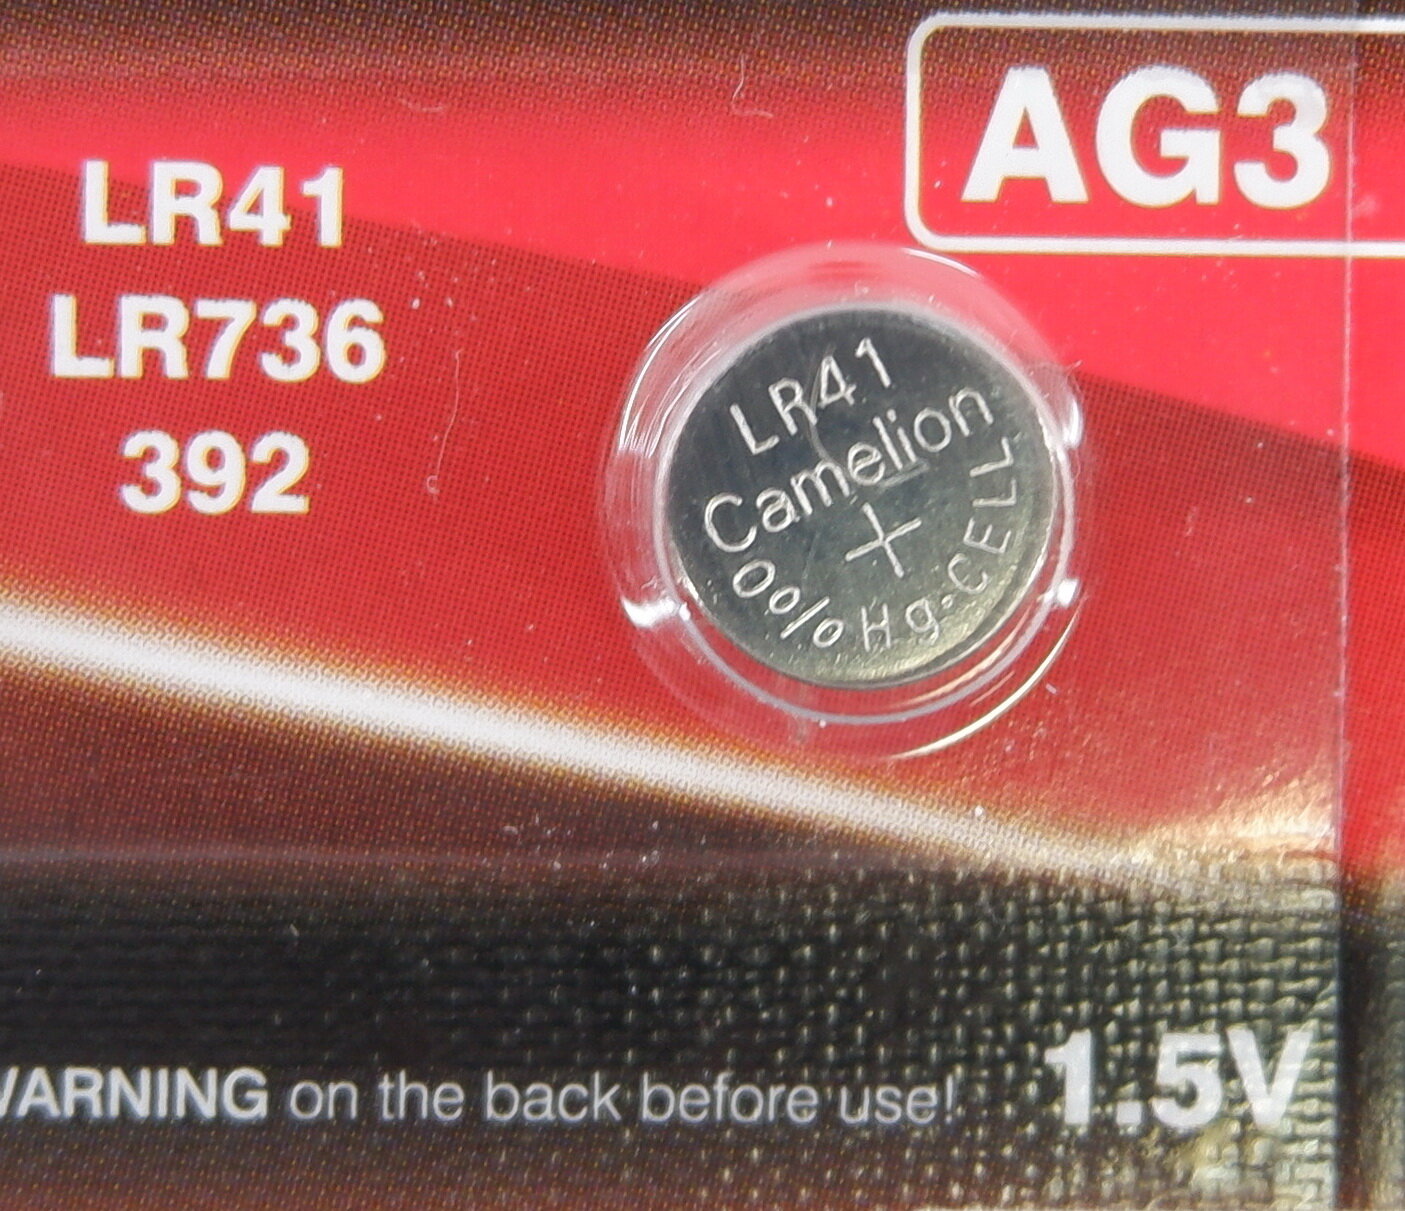 AG3
LR41
LR736
392
LR41
Camelion
+
0% Hg·CELL
WARNING on the back before use!
1.5V